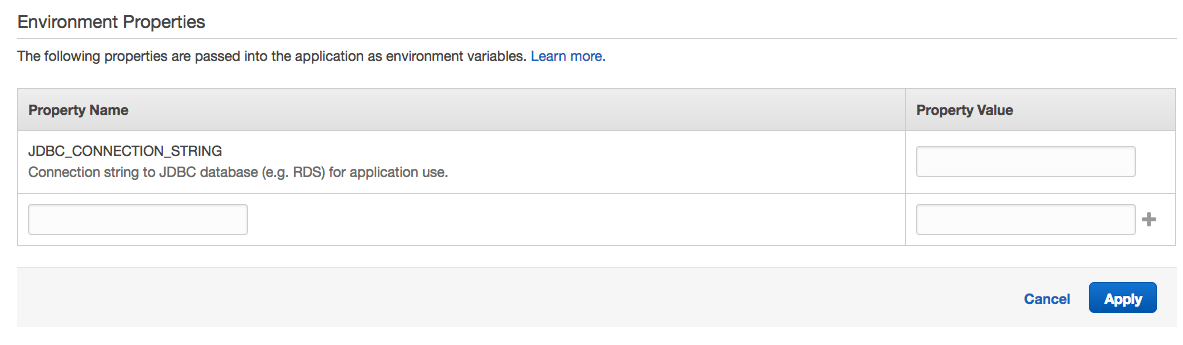 Environment Properties
The following properties are passed into the application as environment variables. Learn more.
Property Name
Property Value
JDBC_CONNECTION_STRING
Connection string to JDBC database (e.g. RDS) for application use.
Cancel
Apply